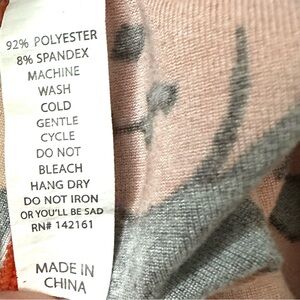 92% POLYESTER
8% SPANDEX
MACHINE
WASH
COLD
GENTLE
CYCLE
DO NOT
BLEACH
HANG DRY
DO NOT IRON
OR YOU'LL BE SAD
RN# 142161
MADE IN
CHINA